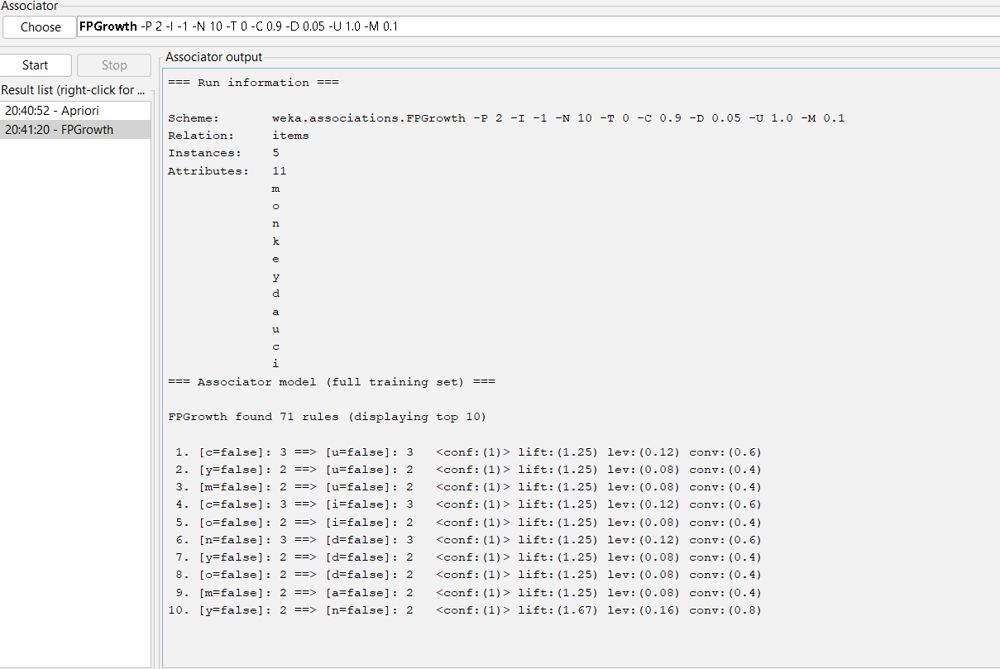 Associator
Choose FPGrowth -P 2 -I -1 -N 10 -T 0 -C 0.9 -D 0.05 -U 1.0 -M 0.1
Start Stop
Result list (right-click for ...
20:40:52 - Apriori
20:41:20 - FPGrowth
Associator output
=== Run information ===
Scheme: weka.associations.FPGrowth -P 2 -I -1 -N 10 -T 0 -C 0.9 -D 0.05 -U 1.0 -M 0.1
Relation: items
Instances: 5
Attributes: 11
m
o
n
k
e
y
d
a
u
c
i
=== Associator model (full training set) ===
FPGrowth found 71 rules (displaying top 10)
1. [c=false]: 3 ==> [u=false]: 3 <conf:(1)> lift:(1.25) lev:(0.12) conv:(0.6)
2. [y=false]: 2 ==> [u=false]: 2 <conf:(1)> lift:(1.25) lev:(0.08) conv:(0.4)
3. [m=false]: 2 ==> [u=false]: 2 <conf:(1)> lift:(1.25) lev:(0.08) conv:(0.4)
4. [c=false]: 3 ==> [i=false]: 3 <conf:(1)> lift:(1.25) lev:(0.12) conv:(0.6)
5. [o=false]: 2 ==> [i=false]: 2 <conf:(1)> lift:(1.25) lev:(0.08) conv:(0.4)
6. [n=false]: 3 ==> [d=false]: 3 <conf:(1)> lift:(1.25) lev:(0.12) conv:(0.6)
7. [y=false]: 2 ==> [d=false]: 2 <conf:(1)> lift:(1.25) lev:(0.08) conv:(0.4)
8. [o=false]: 2 ==> [d=false]: 2 <conf:(1)> lift:(1.25) lev:(0.08) conv:(0.4)
9. [m=false]: 2 ==> [a=false]: 2 <conf:(1)> lift:(1.25) lev:(0.08) conv:(0.4)
10. [y=false]: 2 ==> [n=false]: 2 <conf:(1)> lift:(1.67) lev:(0.16) conv:(0.8)